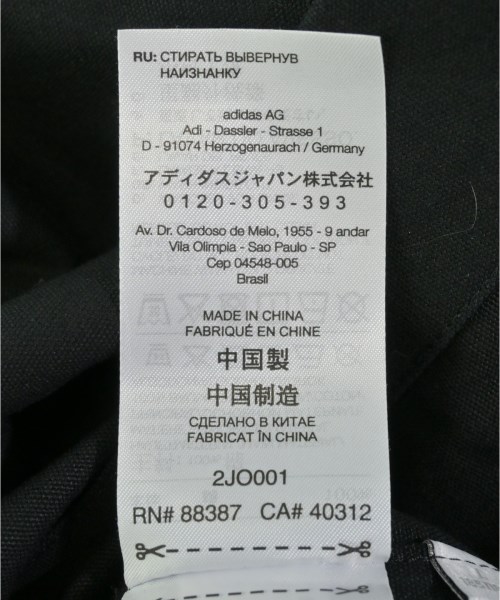 RU: СТИРАТЬ ВЫВЕРНУВ
НАИЗНАНКУ
adidas AG
Adi - Dassler - Strasse 1
D - 91074 Herzogenaurach / Germany
アディダスジャパン株式会社
0120-305-393
Av. Dr. Cardoso de Melo, 1955 - 9 andar
Vila Olimpia - Sao Paulo - SP
Cep 04548-005
Brasil
MADE IN CHINA
FABRIQUÉ EN CHINE
中国製
中国制造
СДЕЛАНО В КИТАЕ
FABRICAT ÎN CHINA
2JO001
RN# 88387 CA# 40312